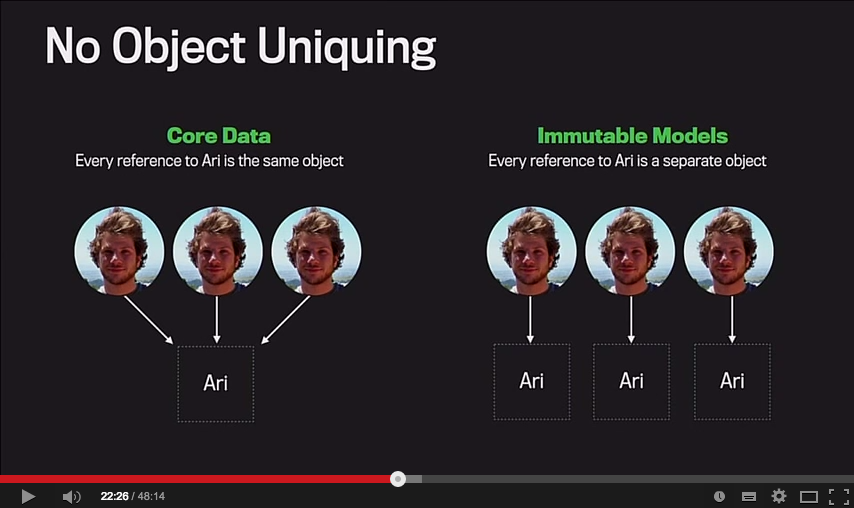 No Object Uniquing
Core Data
Every reference to Ari is the same object
Ari
Immutable Models
Every reference to Ari is a separate object
Ari
Ari
Ari
22:26 / 48:14